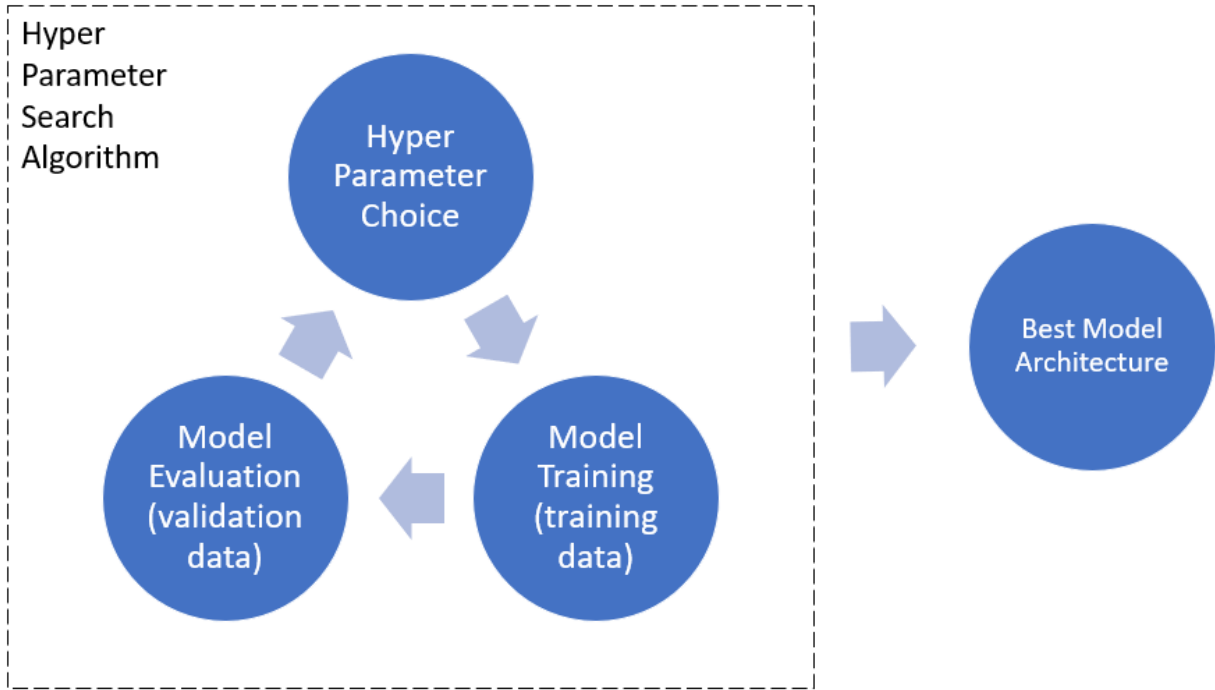 Hyper
Parameter
Search
Algorithm
Hyper
Parameter
Choice
Model
Training
(training
data)
Model
Evaluation
(validation
data)
Best Model
Architecture